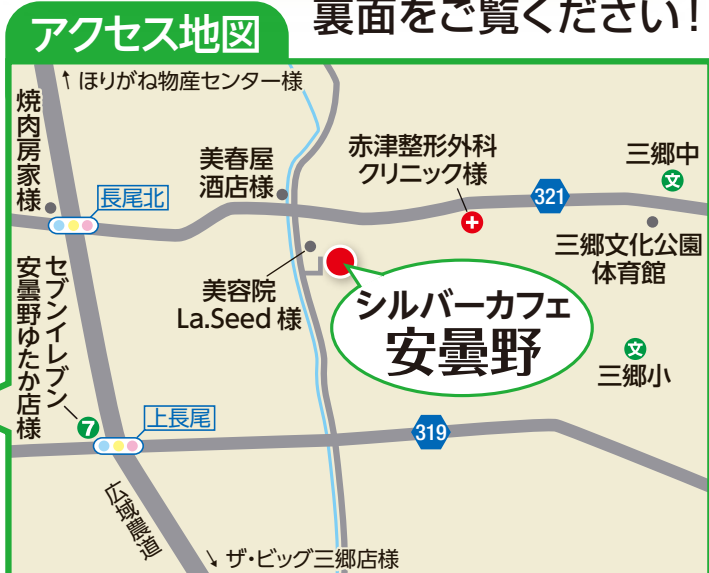 アクセス地図
裏面をご覧ください!
↑ ほりがね物産センター様
焼肉房家様
長尾北
美春屋
酒店様
赤津整形外科
クリニック様
321
三郷中
文
三郷文化公園
体育館
美容院
La.Seed 様
シルバーカフェ
安曇野
文
三郷小
セブンイレブン
安曇野ゆたか店様
7
上長尾
319
広域農道
↘ ザ・ビッグ三郷店様